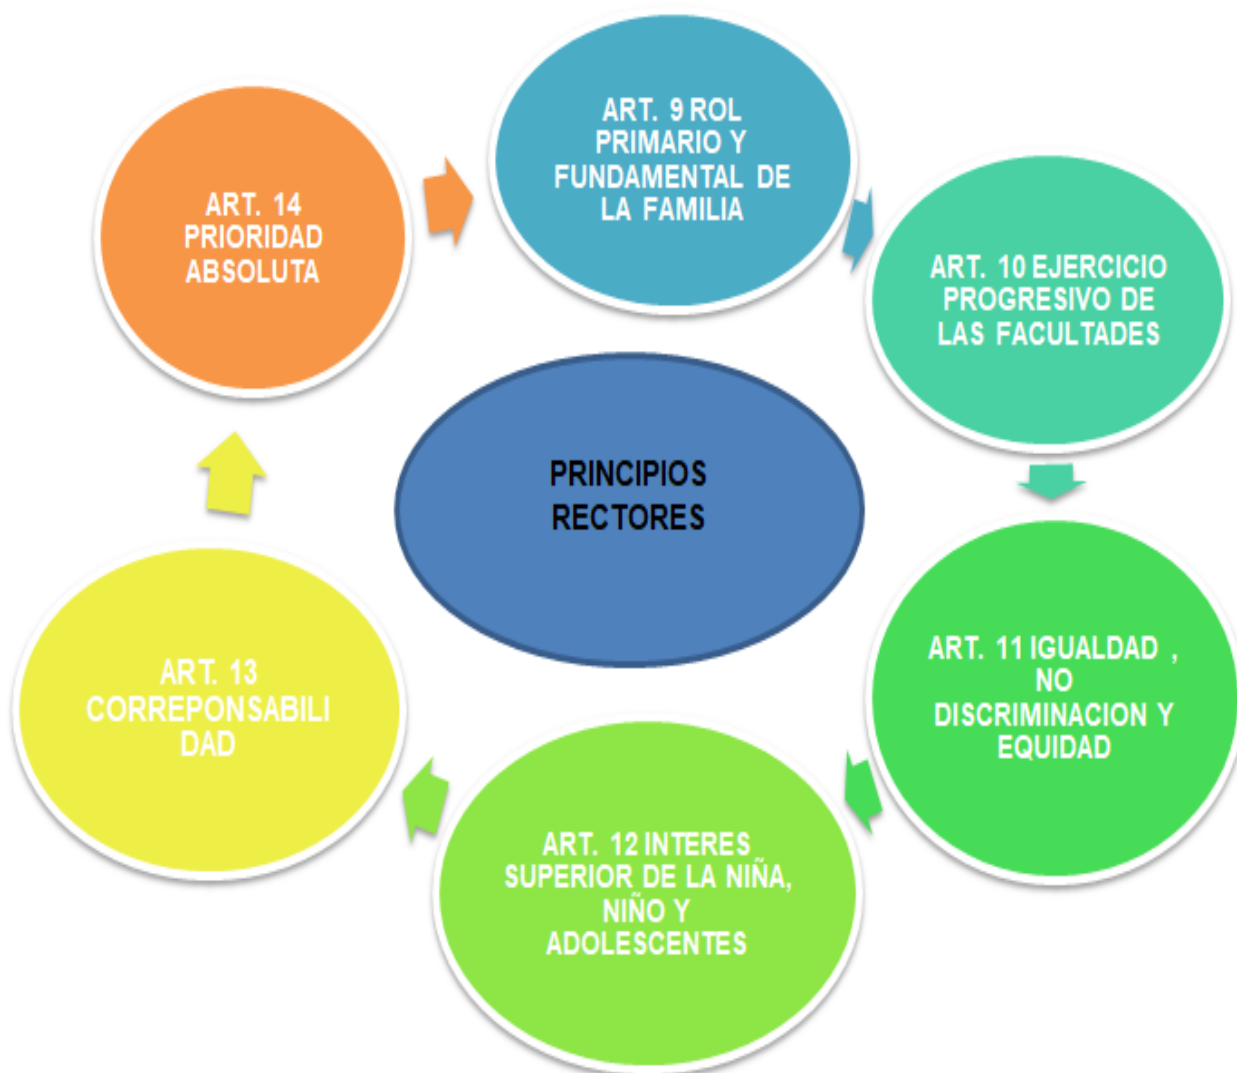 ART. 9 ROL
PRIMARIO Y
FUNDAMENTAL DE
LA FAMILIA
ART. 10 EJERCICIO
PROGRESIVO DE
LAS FACULTADES
ART. 11 IGUALDAD ,
NO
DISCRIMINACION Y
EQUIDAD
ART. 12 INTERES
SUPERIOR DE LA NIÑA,
NIÑO Y
ADOLESCENTES
ART. 13
CORREPONSABILI
DAD
ART. 14
PRIORIDAD
ABSOLUTA
PRINCIPIOS
RECTORES